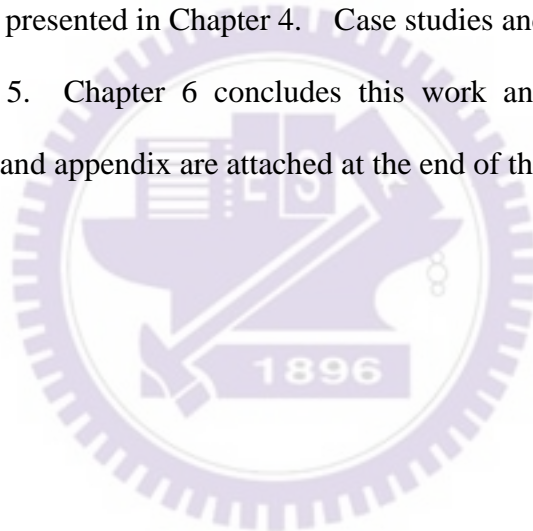 presented in Chapter 4. Case studies and
5. Chapter 6 concludes this work an
and appendix are attached at the end of th
E S A
1896